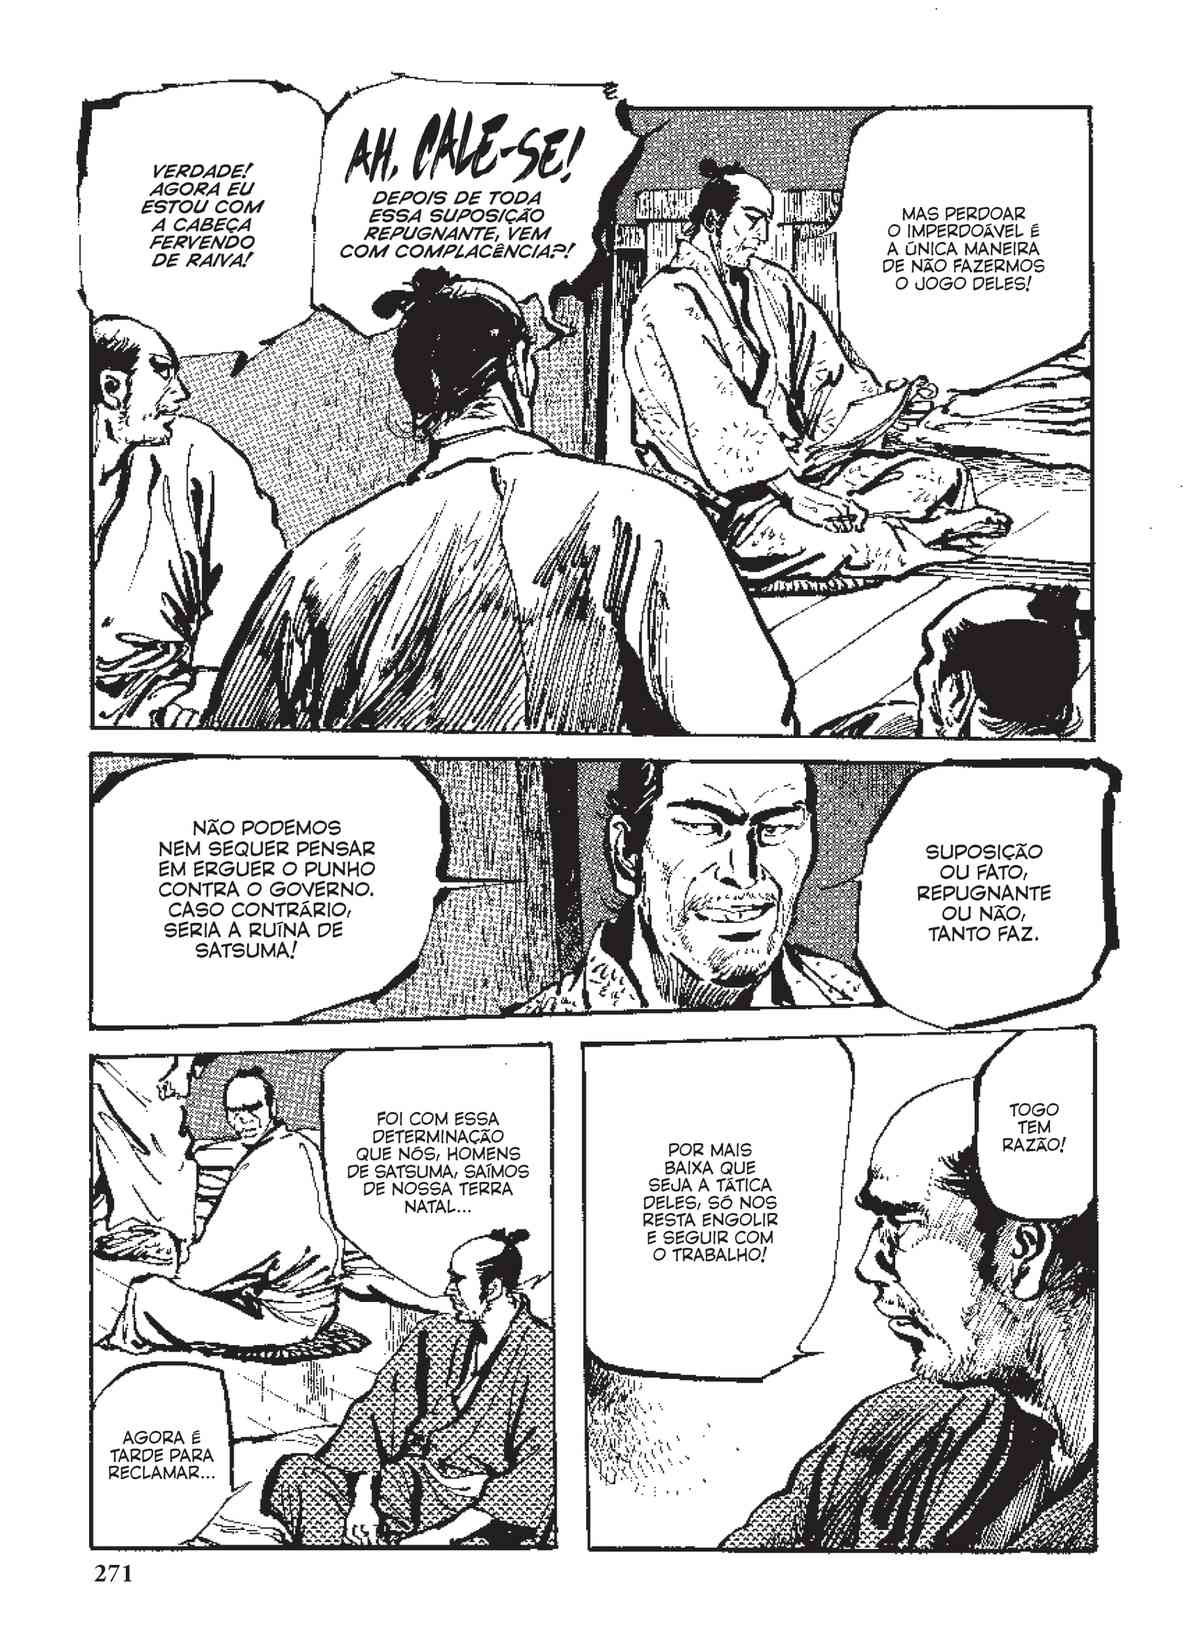 MAS PERDOAR
O IMPERDOÁVEL É
A ÚNICA MANEIRA
DE NÃO FAZERMOS
O JOGO DELES!
AH, CALE-SE!
DEPOIS DE TODA
ESSA SUPOSIÇÃO
REPUGNANTE, VEM
COM COMPLACÊNCIA?!
VERDADE!
AGORA EU
ESTOU COM
A CABEÇA
FERVENDO
DE RAIVA!
SUPOSIÇÃO
OU FATO,
REPUGNANTE
OU NÃO,
TANTO FAZ.
NÃO PODEMOS
NEM SEQUER PENSAR
EM ERGUER O PUNHO
CONTRA O GOVERNO.
CASO CONTRÁRIO,
SERIA A RUÍNA DE
SATSUMA!
TOGO
TEM
RAZÃO!
POR MAIS
BAIXA QUE
SEJA A TÁTICA
DELES, SÓ NOS
RESTA ENGOLIR
E SEGUIR COM
O TRABALHO!
FOI COM ESSA
DETERMINAÇÃO
QUE NÓS, HOMENS
DE SATSUMA, SAÍMOS
DE NOSSA TERRA
NATAL...
AGORA É
TARDE PARA
RECLAMAR...
271